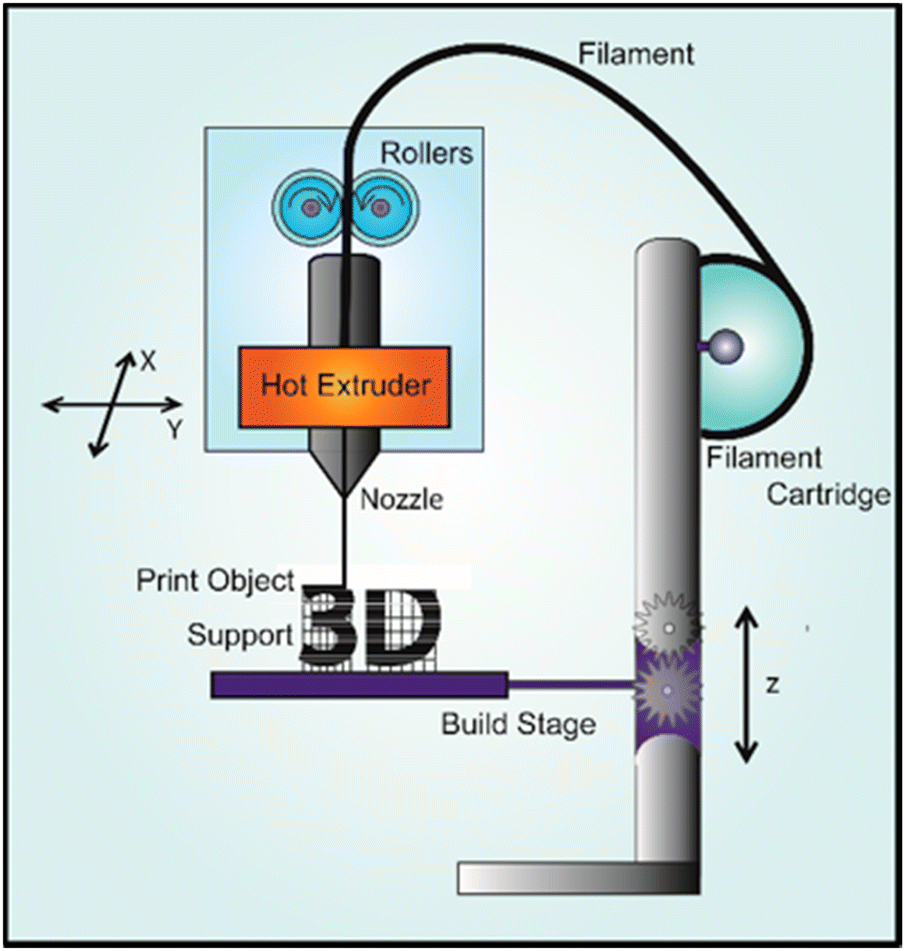 Filament
Rollers
X
Hot Extruder
Y
Filament
Cartridge
Nozzle
Print Object
3D
Support
z
Build Stage